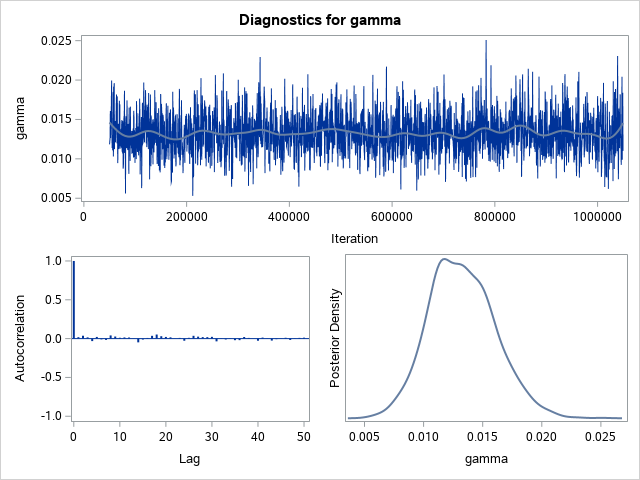 Diagnostics for gamma
gamma
0.025
0.020
0.015
0.010
0.005
0 200000 400000 600000 800000 1000000
Iteration
Autocorrelation
1.0
0.5
0.0
-0.5
-1.0
0 10 20 30 40 50
Lag
Posterior Density
0.005 0.010 0.015 0.020 0.025
gamma